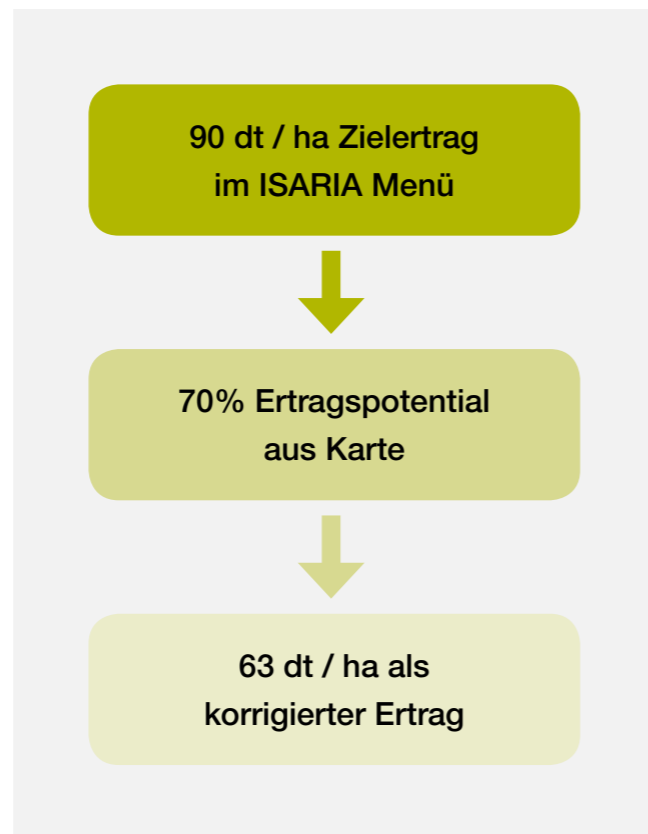 90 dt / ha Zielertrag
im ISARIA Menü
70% Ertragspotential
aus Karte
63 dt / ha als
korrigierter Ertrag